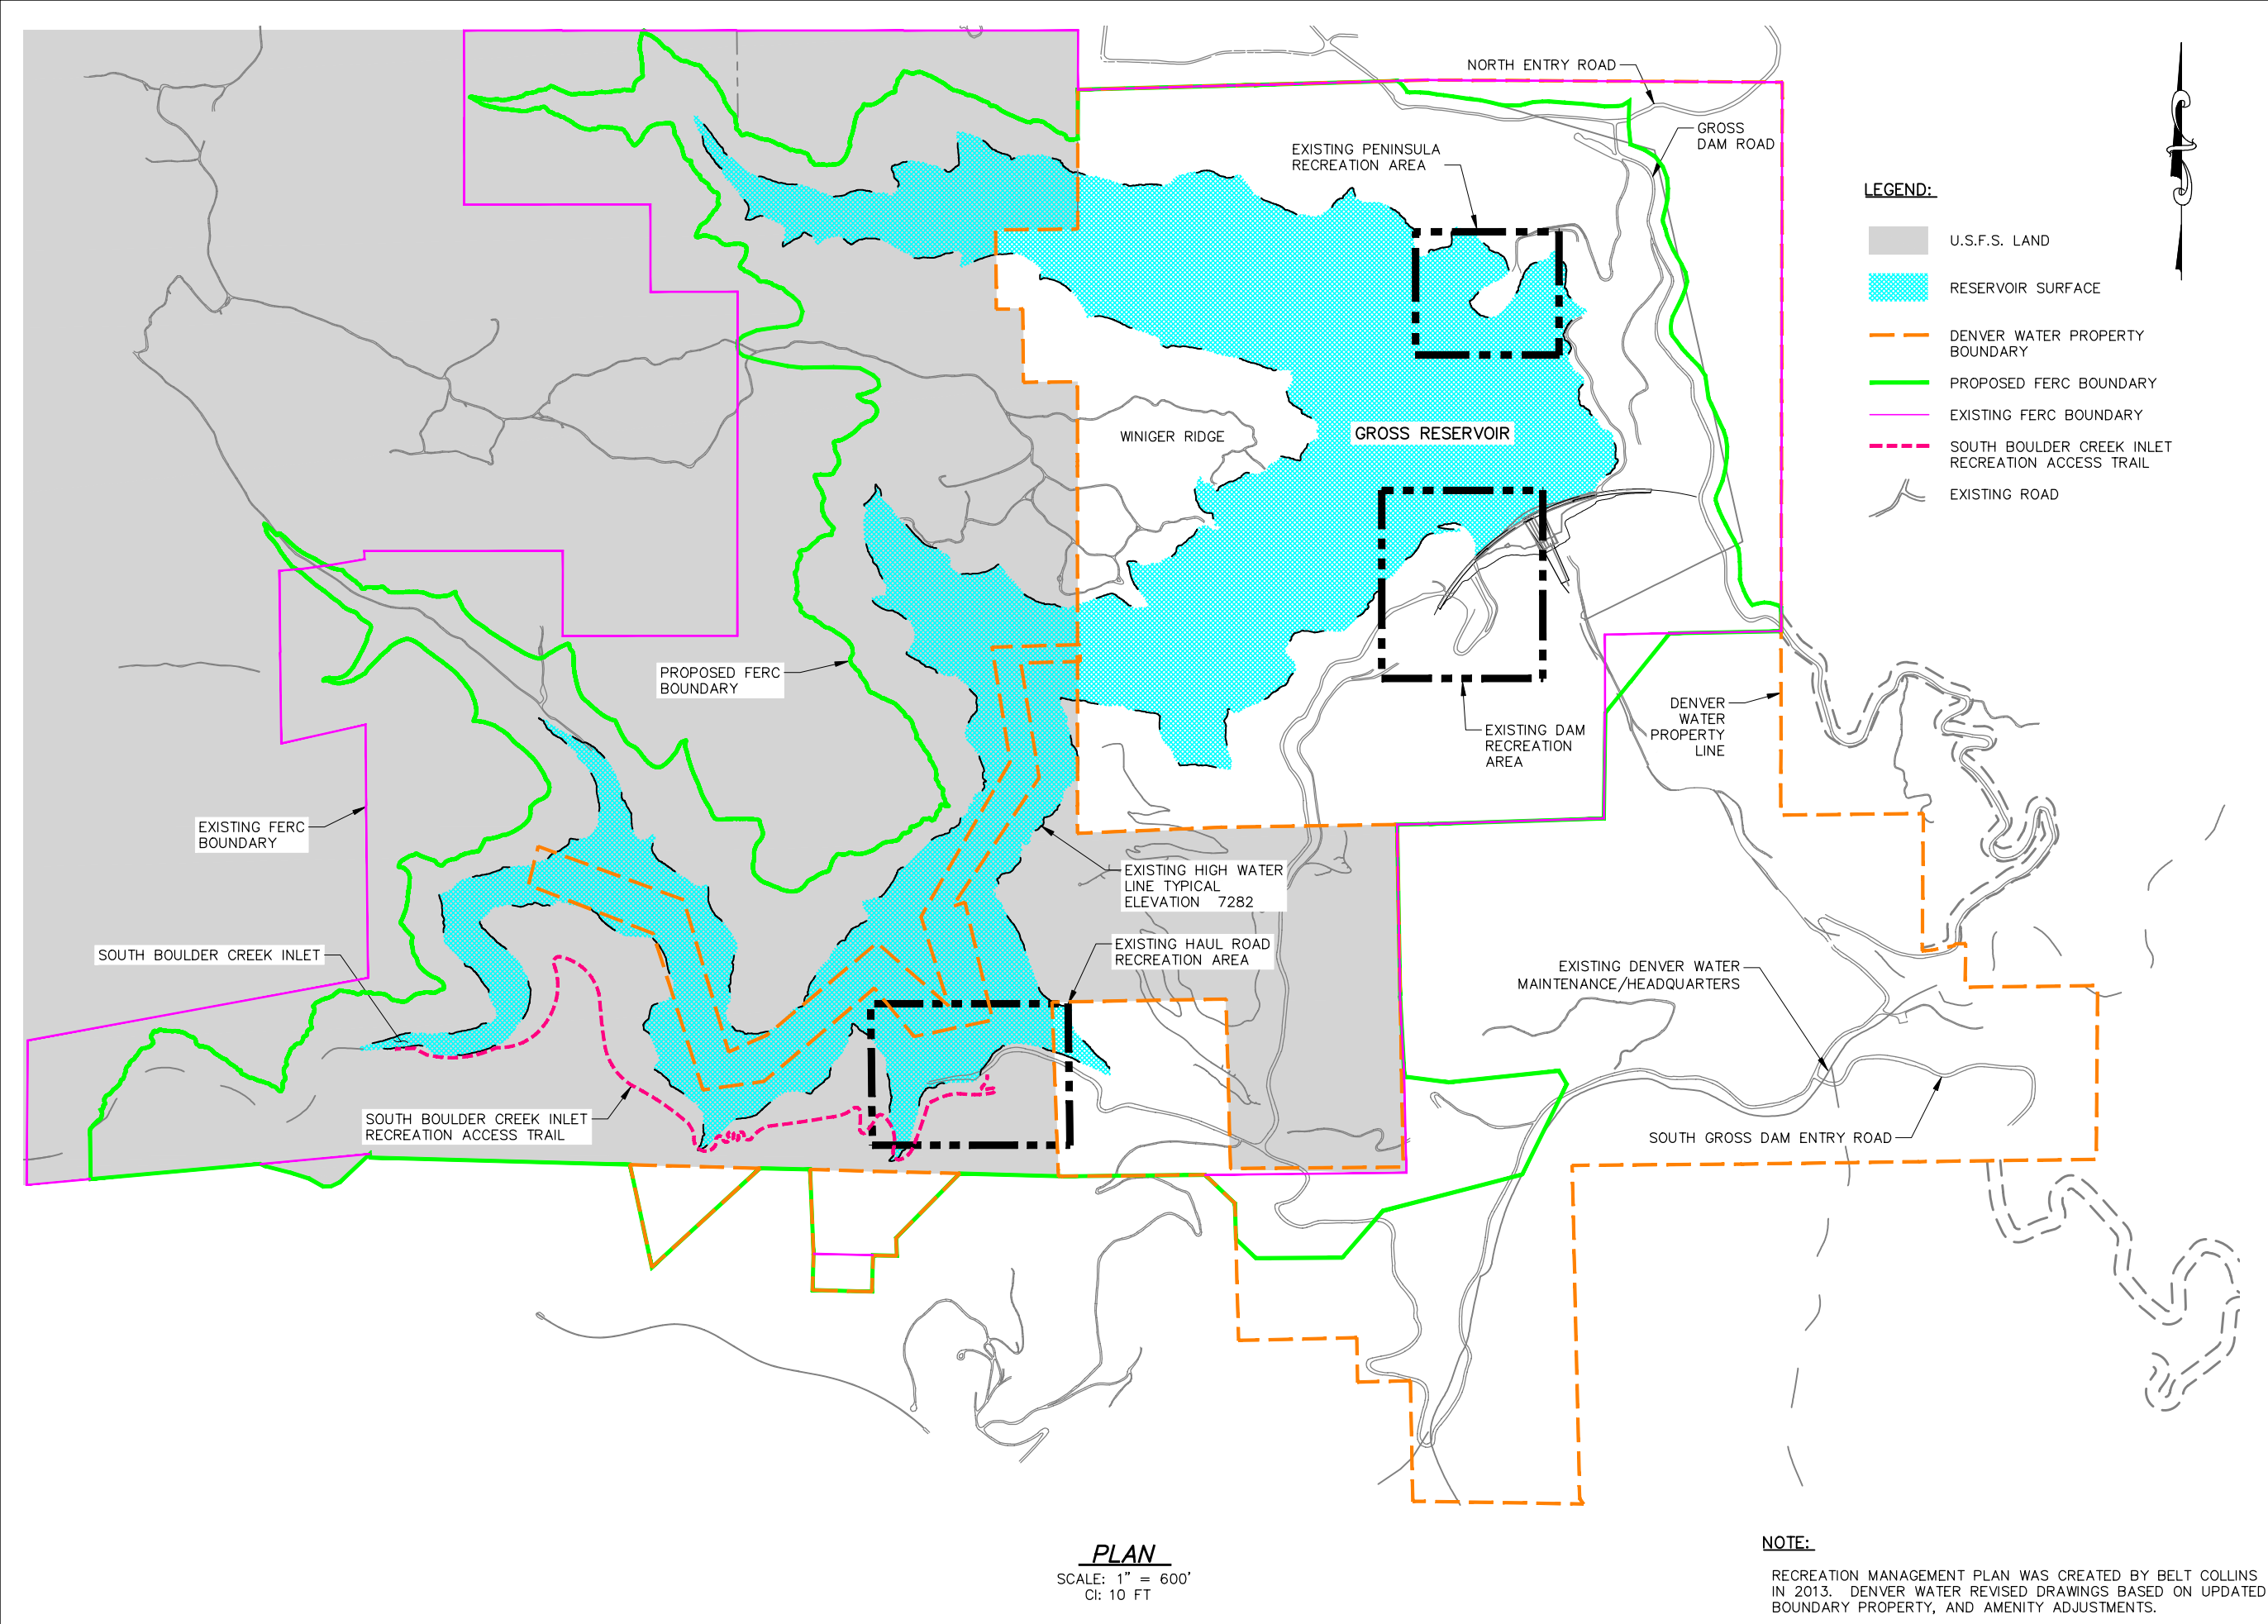 NORTH ENTRY ROAD
GROSS
DAM ROAD
EXISTING PENINSULA
RECREATION AREA
LEGEND:
U.S.F.S. LAND
RESERVOIR SURFACE
DENVER WATER PROPERTY
BOUNDARY
PROPOSED FERC BOUNDARY
EXISTING FERC BOUNDARY
SOUTH BOULDER CREEK INLET
RECREATION ACCESS TRAIL
EXISTING ROAD
WINIGER RIDGE
GROSS RESERVOIR
PROPOSED FERC
BOUNDARY
EXISTING DAM
RECREATION
AREA
DENVER
WATER
PROPERTY
LINE
EXISTING FERC
BOUNDARY
EXISTING HIGH WATER
LINE TYPICAL
ELEVATION 7282
SOUTH BOULDER CREEK INLET
EXISTING HAUL ROAD
RECREATION AREA
EXISTING DENVER WATER
MAINTENANCE/HEADQUARTERS
SOUTH BOULDER CREEK INLET
RECREATION ACCESS TRAIL
SOUTH GROSS DAM ENTRY ROAD
PLAN
SCALE: 1" = 600'
CI: 10 FT
NOTE:
RECREATION MANAGEMENT PLAN WAS CREATED BY BELT COLLINS
IN 2013. DENVER WATER REVISED DRAWINGS BASED ON UPDATED
BOUNDARY PROPERTY, AND AMENITY ADJUSTMENTS.